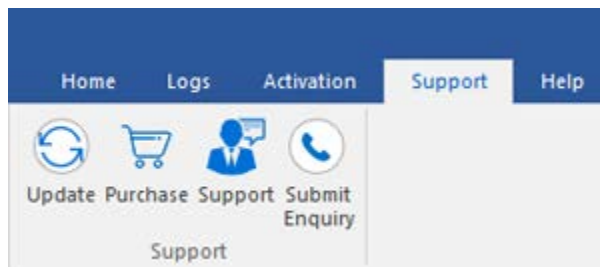 Home Logs Activation Support Help
Update Purchase Support Submit
Enquiry
Support